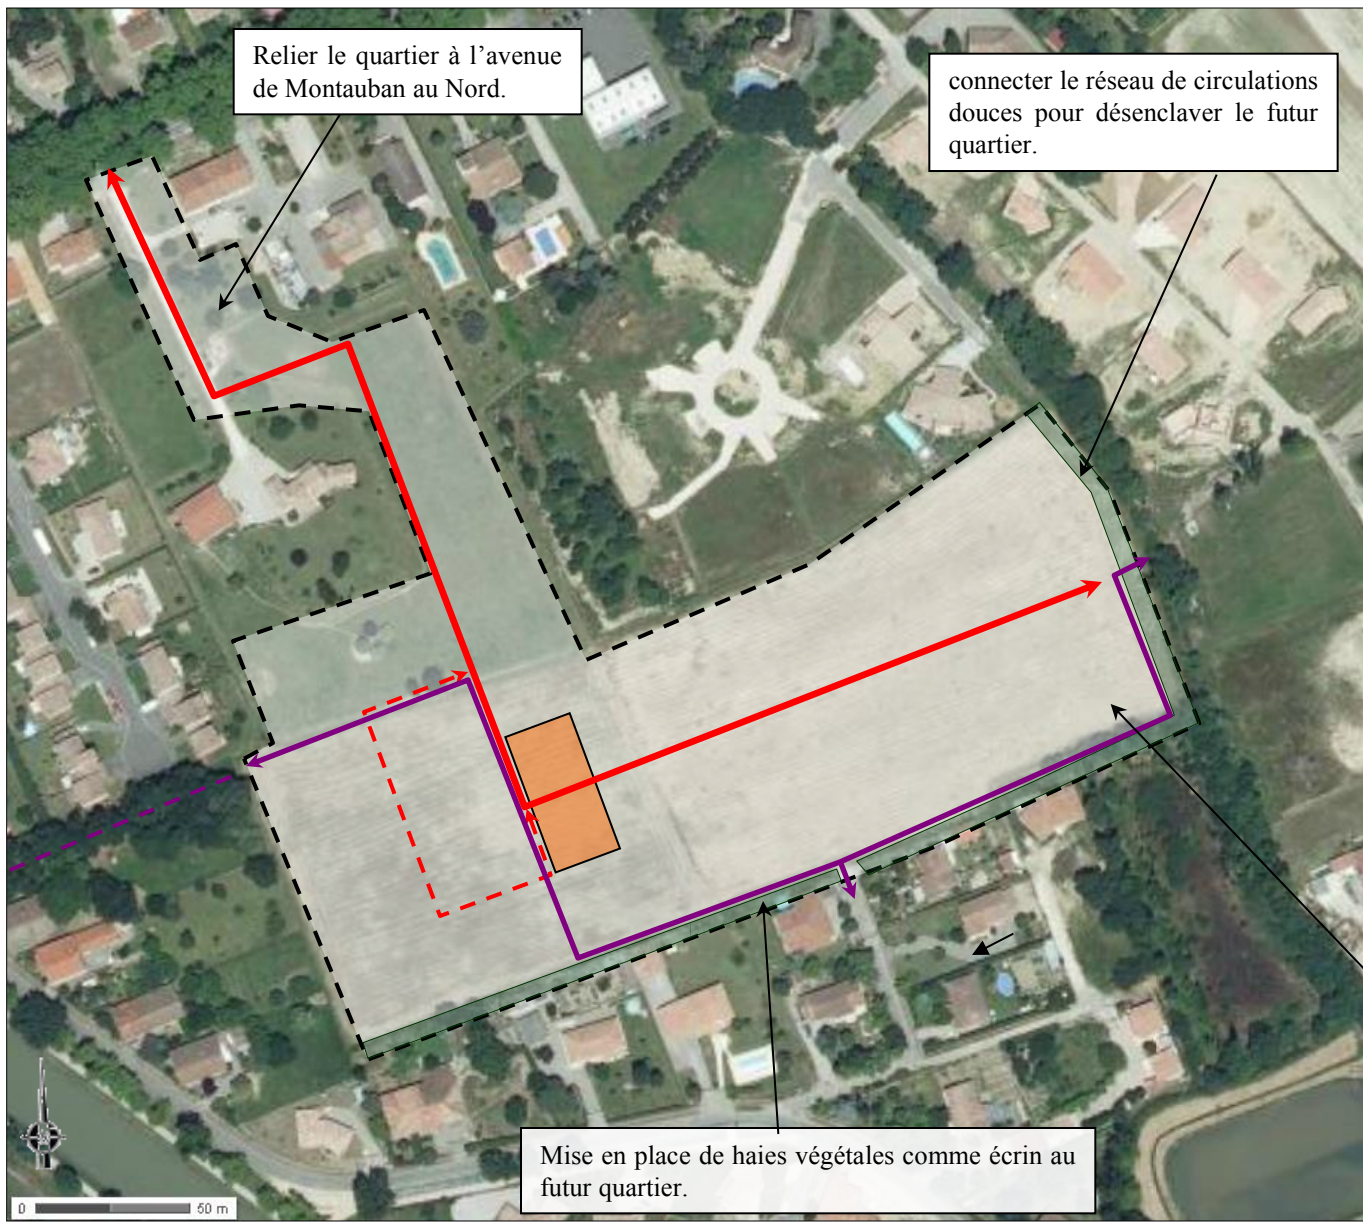 Relier le quartier à l’avenue
de Montauban au Nord.
connecter le réseau de circulations
douces pour désenclaver le futur
quartier.
Mise en place de haies végétales comme écrin au
futur quartier.
0 50 m